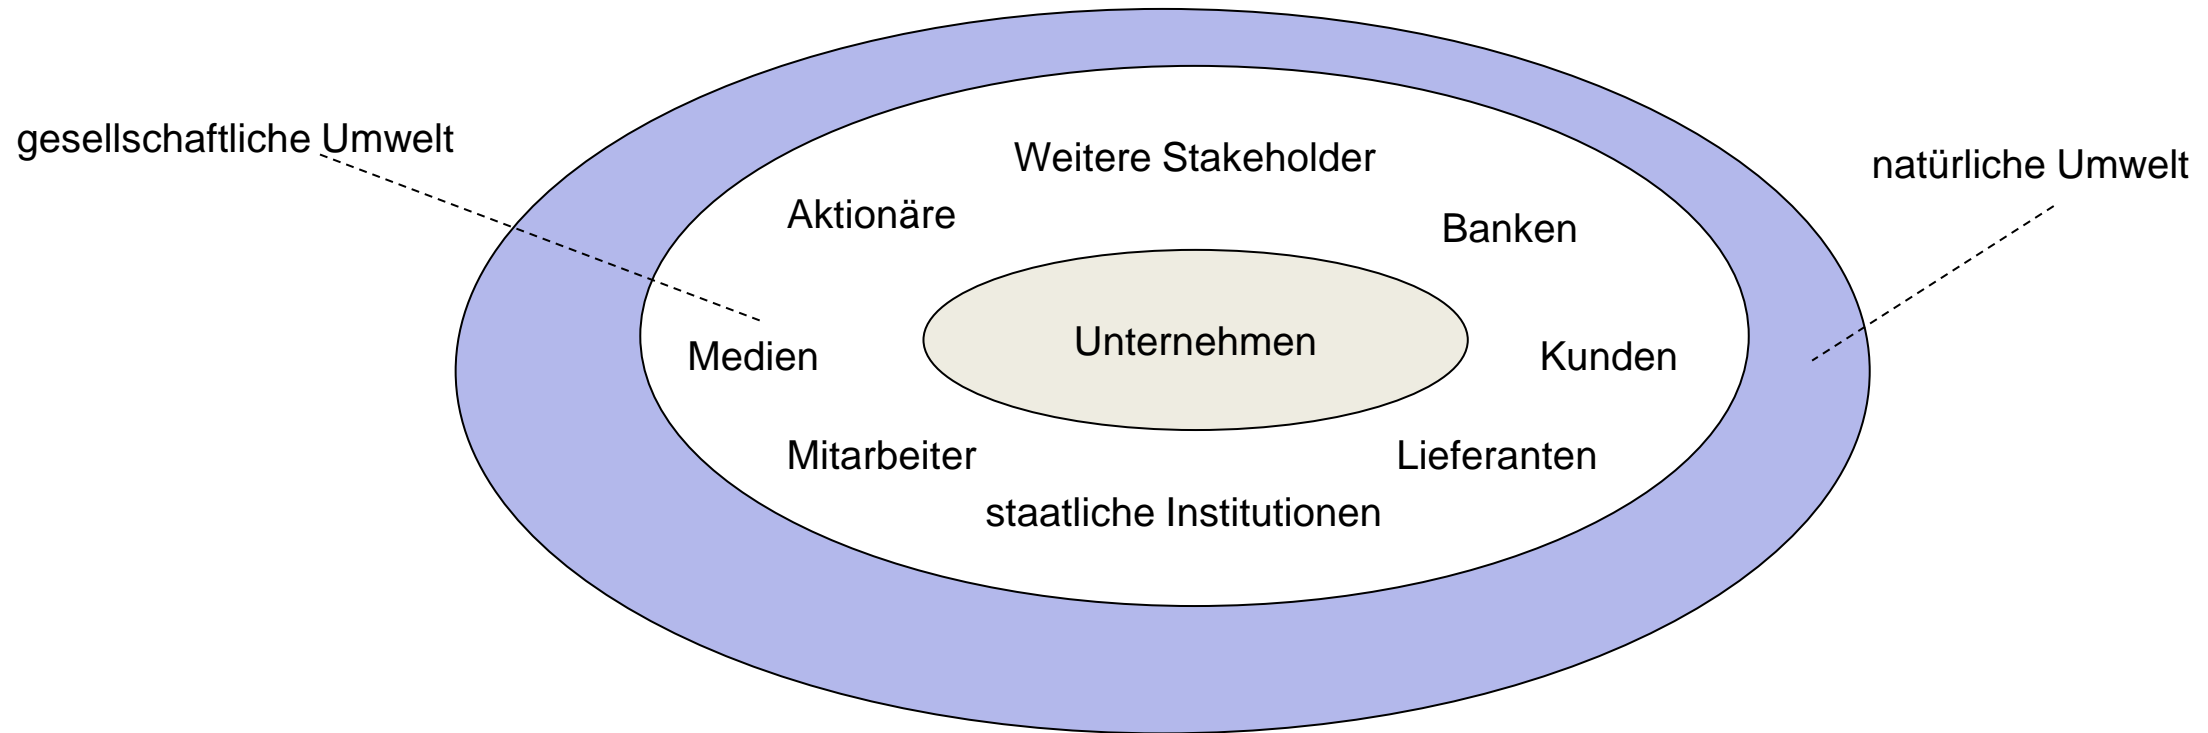 gesellschaftliche Umwelt
Weitere Stakeholder
natürliche Umwelt
Aktionäre
Banken
Unternehmen
Medien
Kunden
Mitarbeiter
Lieferanten
staatliche Institutionen